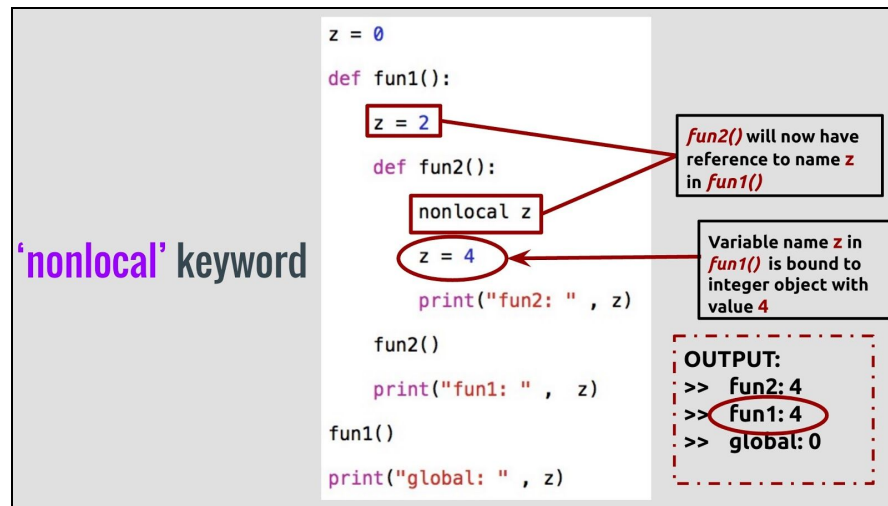 ‘nonlocal’ keyword
z = 0
def fun1():
z = 2
def fun2():
nonlocal z
z = 4
print("fun2: " , z)
fun2()
print("fun1: " ,  z)
fun1()
print("global: " , z)
fun2() will now have
reference to name z
in fun1()
Variable name z in
fun1() is bound to
integer object with
value 4
OUTPUT:
>> fun2: 4
>> fun1: 4
>> global: 0